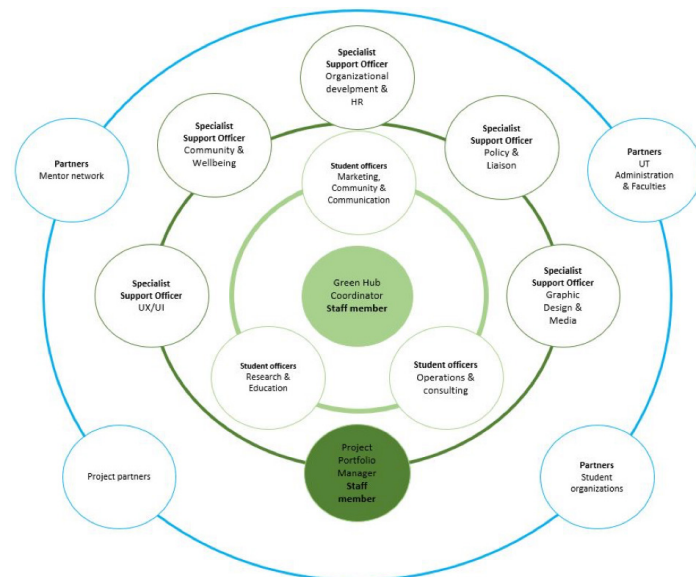 Specialist
Support Officer
Organizational
develpment &
HR
Specialist
Support Officer
Community &
Wellbeing
Specialist
Support Officer
Policy &
Liaison
Partners
Mentor network
Student officers
Marketing,
Community &
Communication
Partners
UT
Administration
& Faculties
Specialist
Support Officer
UX/UI
Green Hub
Coordinator
Staff member
Specialist
Support Officer
Graphic
Design &
Media
Student officers
Research &
Education
Student officers
Operations &
consulting
Project partners
Project
Portfolio
Manager
Staff
member
Partners
Student
organizations